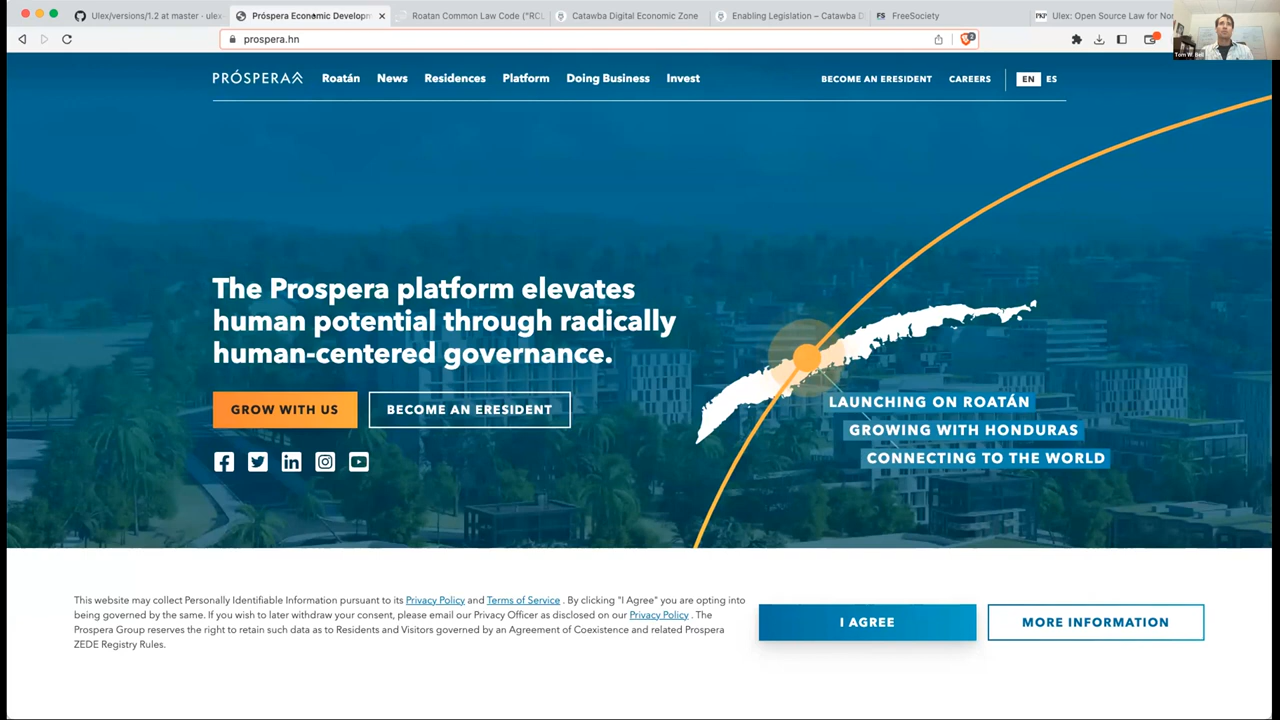 Ulex/versions/1.2 at master · ulex-
Próspera Economic Developm
Roatan Common Law Code ("RCL
Catawba Digital Economic Zone
Enabling Legislation – Catawba D
FS FreeSociety
PKP Ulex: Open Source Law for Non
prospera.hn
2
Tom W. Bell
PRÓSPERA
Roatán
News
Residences
Platform
Doing Business
Invest
BECOME AN ERESIDENT
CAREERS
EN
ES
The Prospera platform elevates
human potential through radically
human-centered governance.
GROW WITH US
BECOME AN ERESIDENT
LAUNCHING ON ROATÁN
GROWING WITH HONDURAS
CONNECTING TO THE WORLD
This website may collect Personally Identifiable Information pursuant to its Privacy Policy and Terms of Service . By clicking "I Agree" you are opting into
being governed by the same. If you wish to later withdraw your consent, please email our Privacy Officer as disclosed on our Privacy Policy . The
Prospera Group reserves the right to retain such data as to Residents and Visitors governed by an Agreement of Coexistence and related Prospera
ZEDE Registry Rules.
I AGREE
MORE INFORMATION